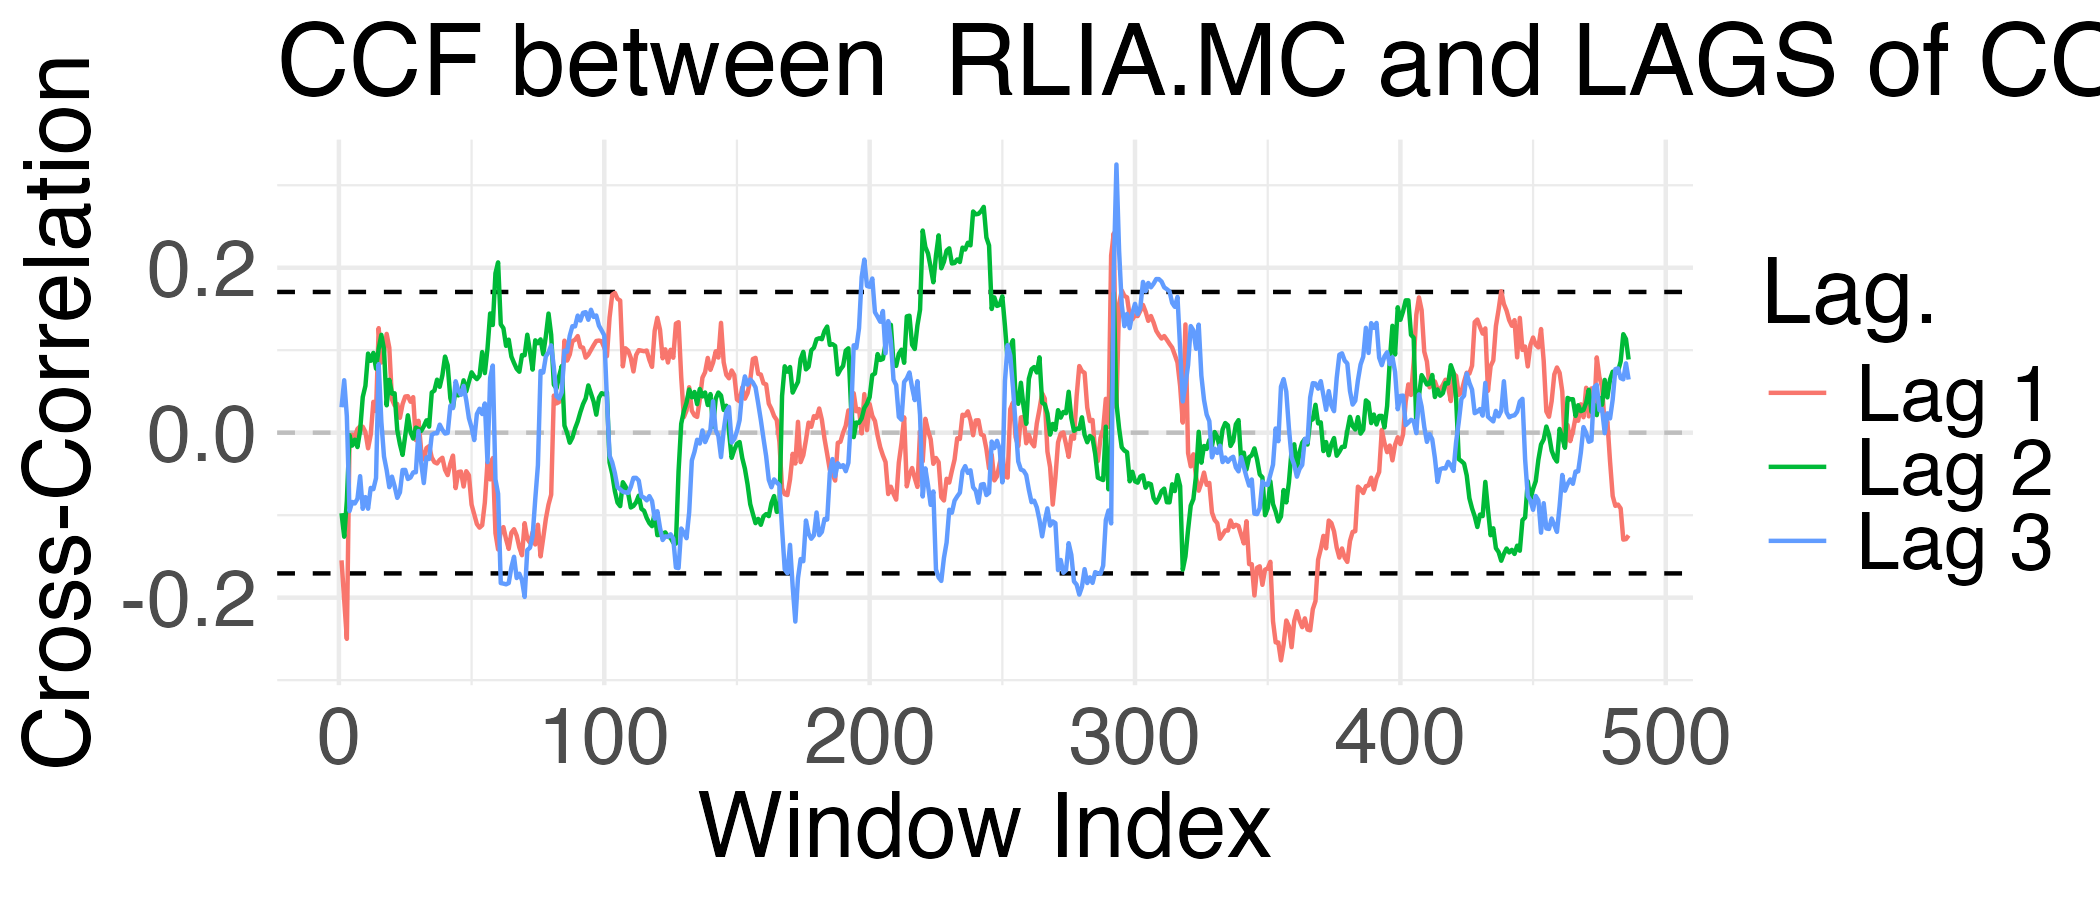 CCF between RLIA.MC and LAGS of CC
Cross-Correlation
0.2
0.0
-0.2
0
100
200
300
400
500
Window Index
Lag.
Lag 1
Lag 2
Lag 3